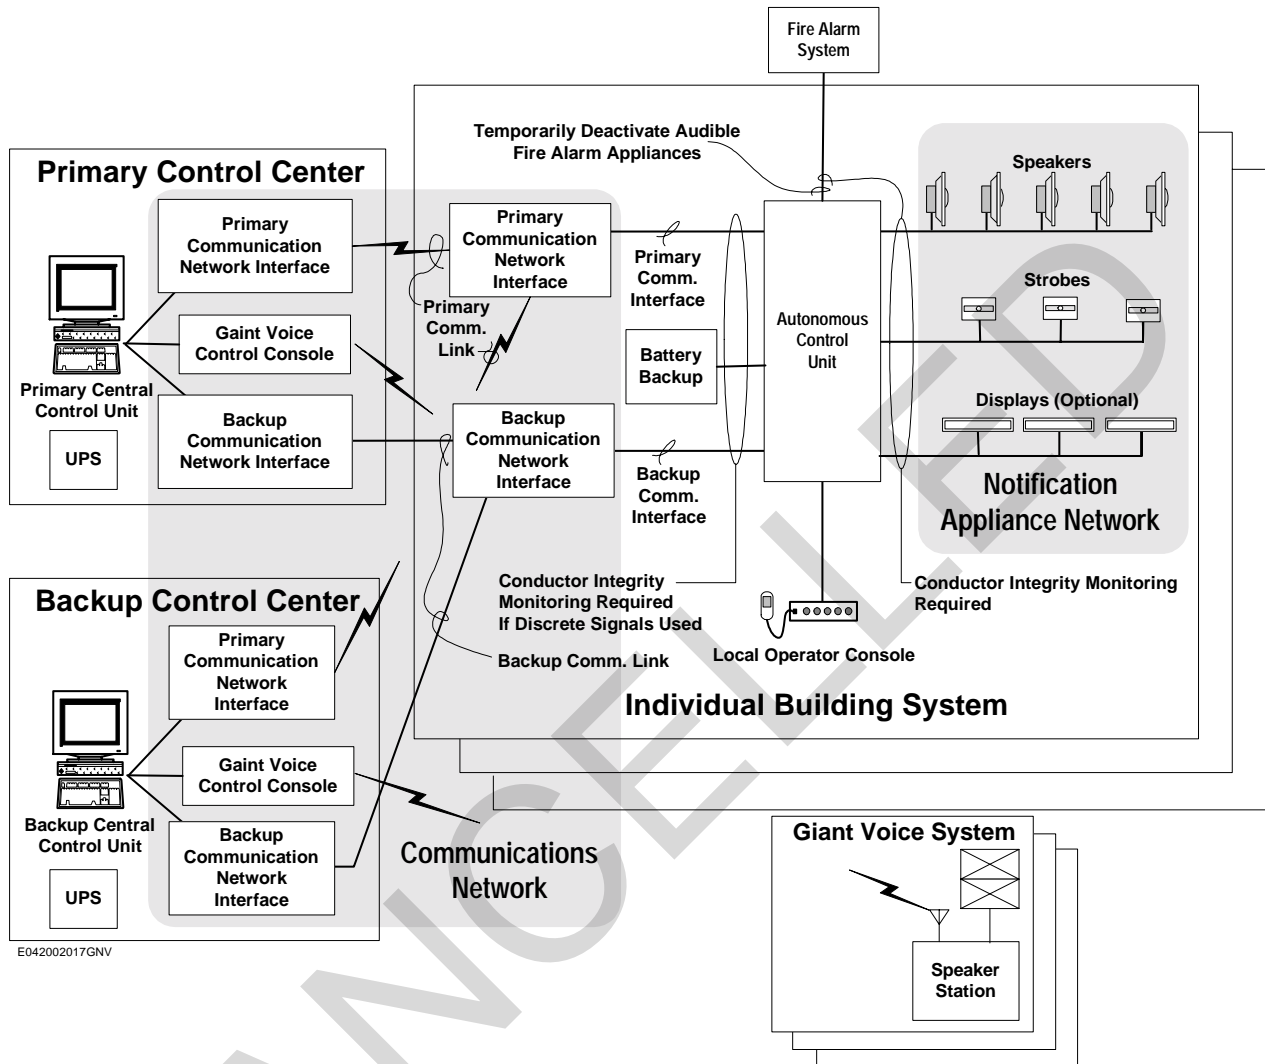 Fire Alarm
System
Temporarily Deactivate Audible
Fire Alarm Appliances
Primary Control Center
Primary
Communication
Network Interface
Gaint Voice
Control Console
Backup
Communication
Network Interface
Primary Central
Control Unit
UPS
Primary
Communication
Network
Interface
Primary
Comm.
Link
Backup
Communication
Network
Interface
Primary
Comm.
Interface
Battery
Backup
Backup
Comm.
Interface
Autonomous
Control
Unit
Speakers
Strobes
Displays (Optional)
Notification
Appliance Network
Conductor Integrity
Monitoring Required
If Discrete Signals Used
Conductor Integrity Monitoring
Required
Backup Comm. Link
Local Operator Console
Individual Building System
Backup Control Center
Primary
Communication
Network
Interface
Gaint Voice
Control Console
Backup
Communication
Network
Interface
Backup Central
Control Unit
UPS
Communications
Network
E042002017GNV
Giant Voice System
Speaker
Station
CANCELLED